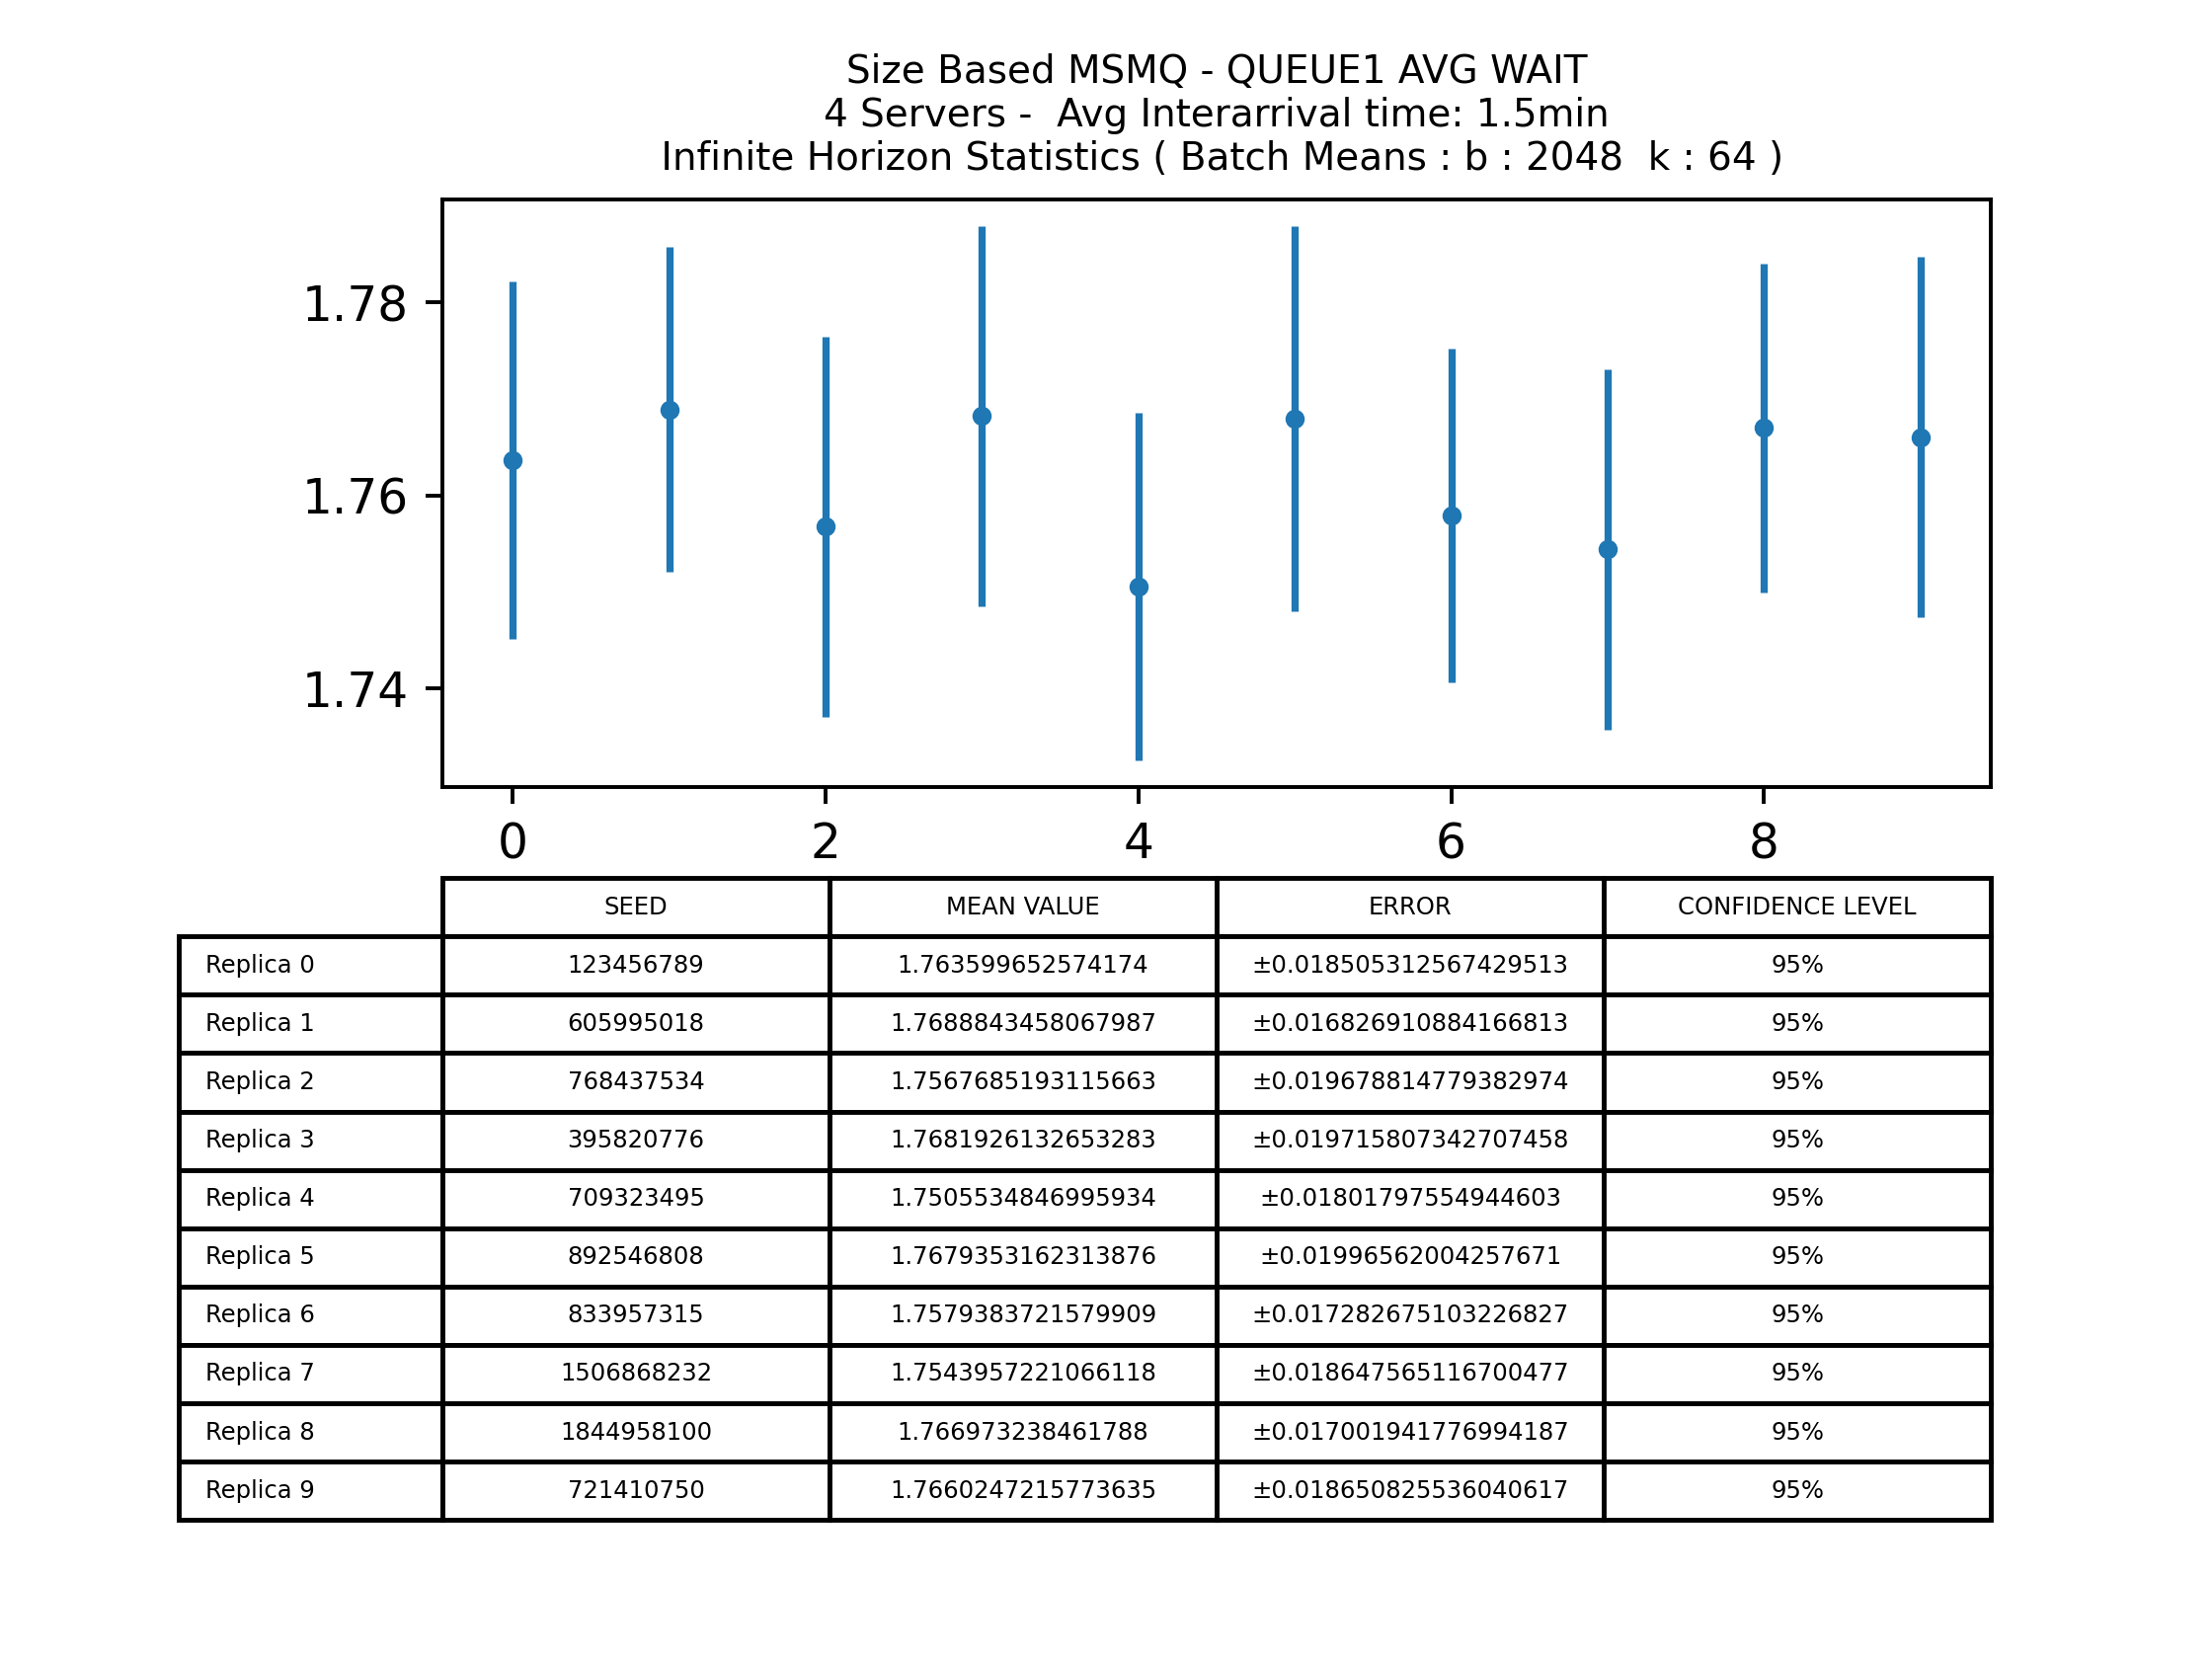 Size Based MSMQ - QUEUE1 AVG WAIT
4 Servers -  Avg Interarrival time: 1.5min
Infinite Horizon Statistics ( Batch Means : b : 2048  k : 64 )
1.78
1.76
1.74
0 2 4 6 8
SEED MEAN VALUE ERROR CONFIDENCE LEVEL
Replica 0 123456789 1.763599652574174 ±0.018505312567429513 95%
Replica 1 605995018 1.7688843458067987 ±0.016826910884166813 95%
Replica 2 768437534 1.7567685193115663 ±0.019678814779382974 95%
Replica 3 395820776 1.7681926132653283 ±0.019715807342707458 95%
Replica 4 709323495 1.7505534846995934 ±0.01801797554944603 95%
Replica 5 892546808 1.7679353162313876 ±0.01996562004257671 95%
Replica 6 833957315 1.7579383721579909 ±0.017282675103226827 95%
Replica 7 1506868232 1.7543957221066118 ±0.018647565116700477 95%
Replica 8 1844958100 1.766973238461788 ±0.017001941776994187 95%
Replica 9 721410750 1.7660247215773635 ±0.018650825536040617 95%